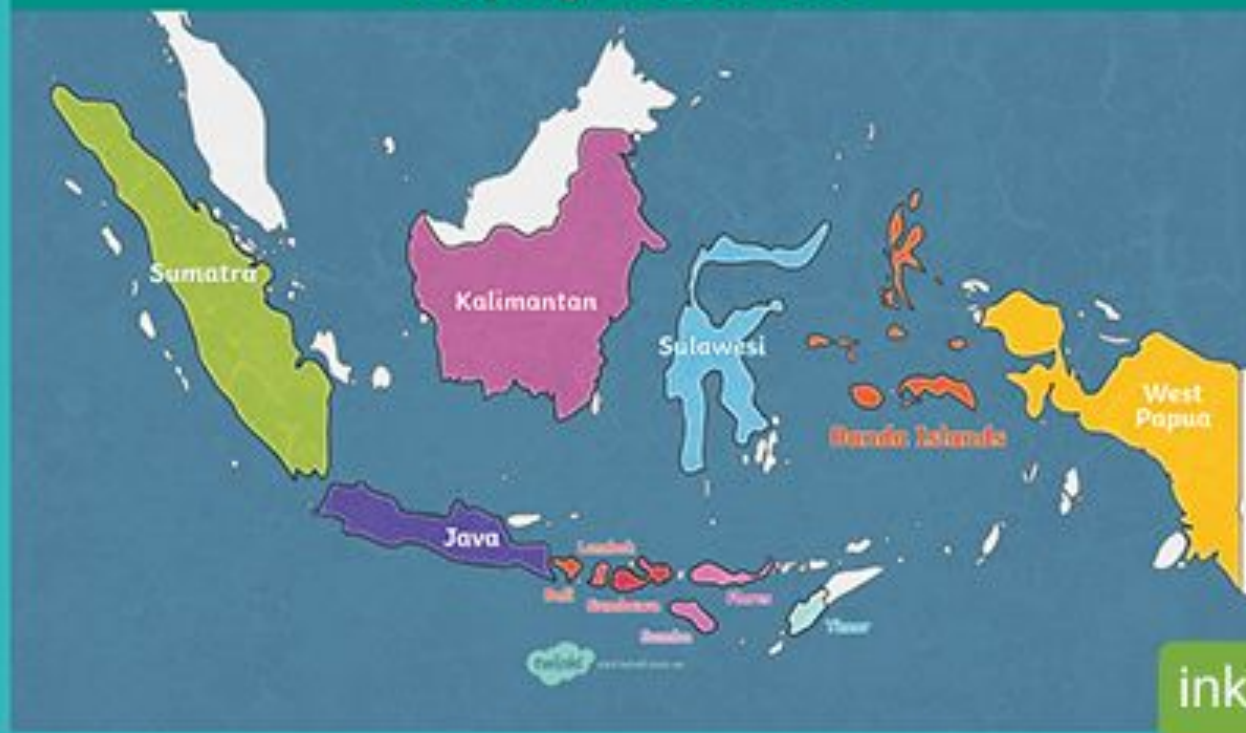 Sumatra
Kalimantan
Sulawesi
West
Papua
Banda Islands
Java
Lombok
Bali
Sumbawa
Flores
Sumba
Timor
twinkl
ink